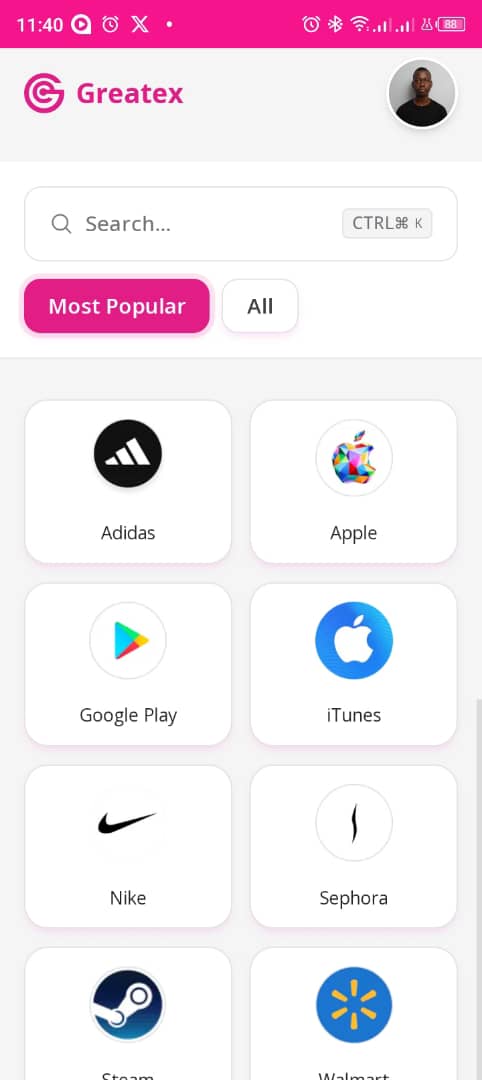 11:40
88
Greatex
Search...
CTRL⌘ K
Most Popular
All
Adidas
Apple
Google Play
iTunes
Nike
Sephora
Steam
Walmart